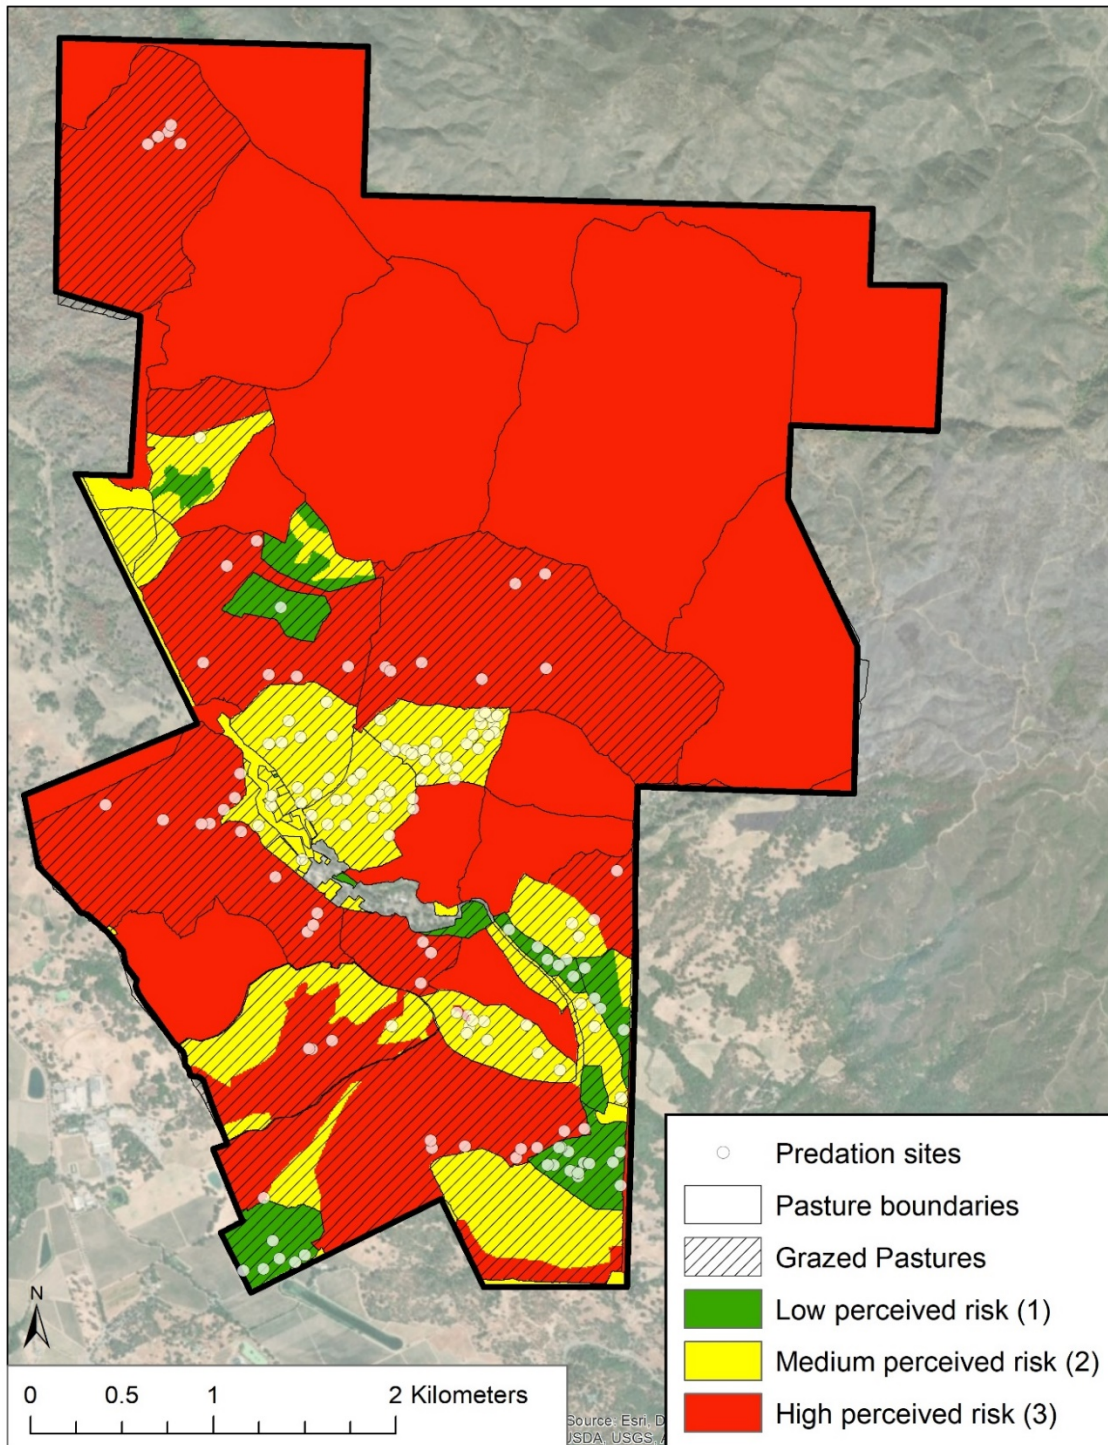 Predation sites
Pasture boundaries
Grazed Pastures
Low perceived risk (1)
Medium perceived risk (2)
High perceived risk (3)
N
0 0.5 1 2 Kilometers
Source: Esri, D
USDA, USGS,